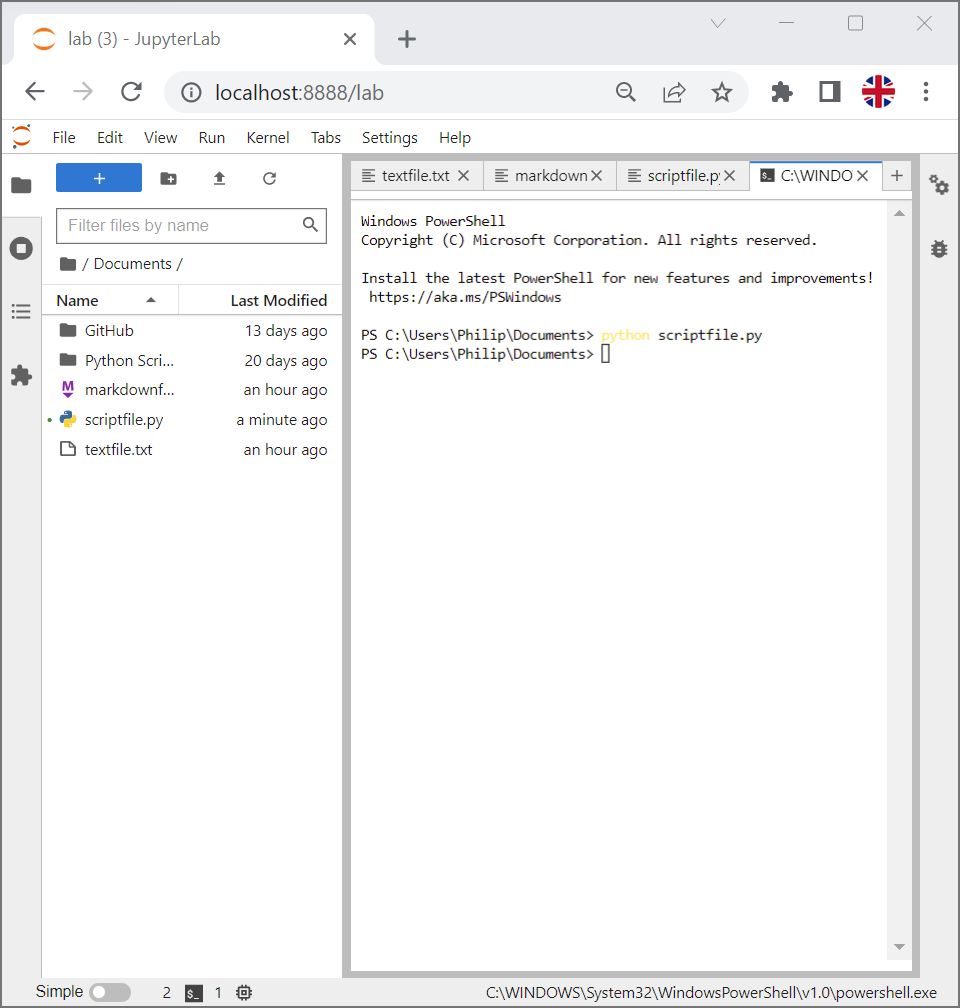 lab (3) - JupyterLab
localhost:8888/lab
File Edit View Run Kernel Tabs Settings Help
+
textfile.txt markdown scriptfile.py C:\WINDO
Filter files by name
/ Documents /
Name Last Modified
GitHub 13 days ago
Python Scri... 20 days ago
markdownf... an hour ago
scriptfile.py a minute ago
textfile.txt an hour ago
Windows PowerShell
Copyright (C) Microsoft Corporation. All rights reserved.
Install the latest PowerShell for new features and improvements!
https://aka.ms/PSWindows
PS C:\Users\Philip\Documents> python scriptfile.py
PS C:\Users\Philip\Documents>
Simple 2 1 C:\WINDOWS\System32\WindowsPowerShell\v1.0\powershell.exe